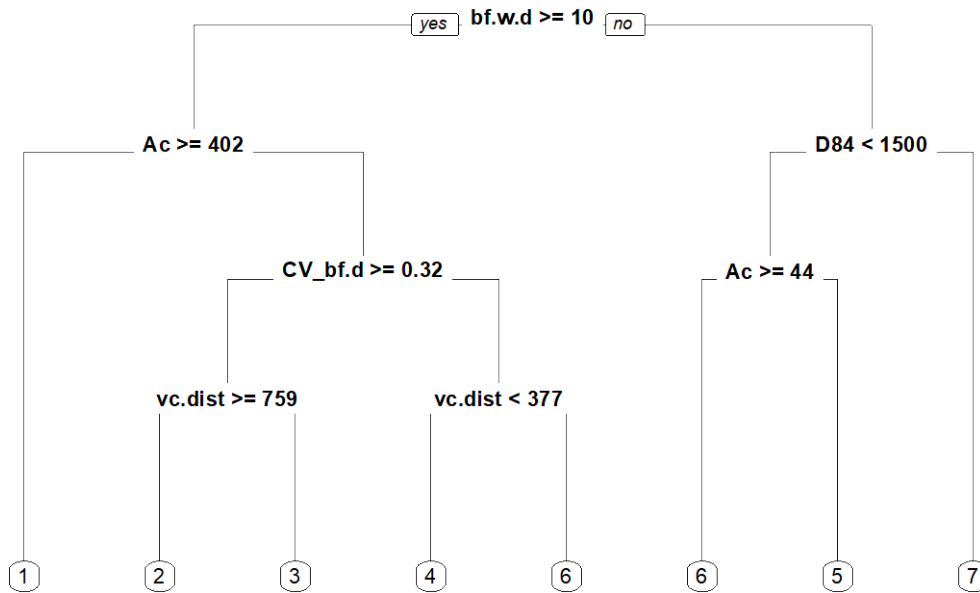 yes bf.w.d >= 10 no
Ac >= 402 D84 < 1500
CV_bf.d >= 0.32 Ac >= 44
vc.dist >= 759 vc.dist < 377
1 2 3 4 6 6 5 7